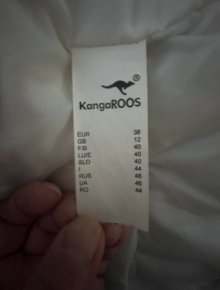 ®
KangaROOS
EUR 38
GB 12
F/B 40
LU/E 40
SLO 40
I 44
RUS 46
UA 46
RO 44